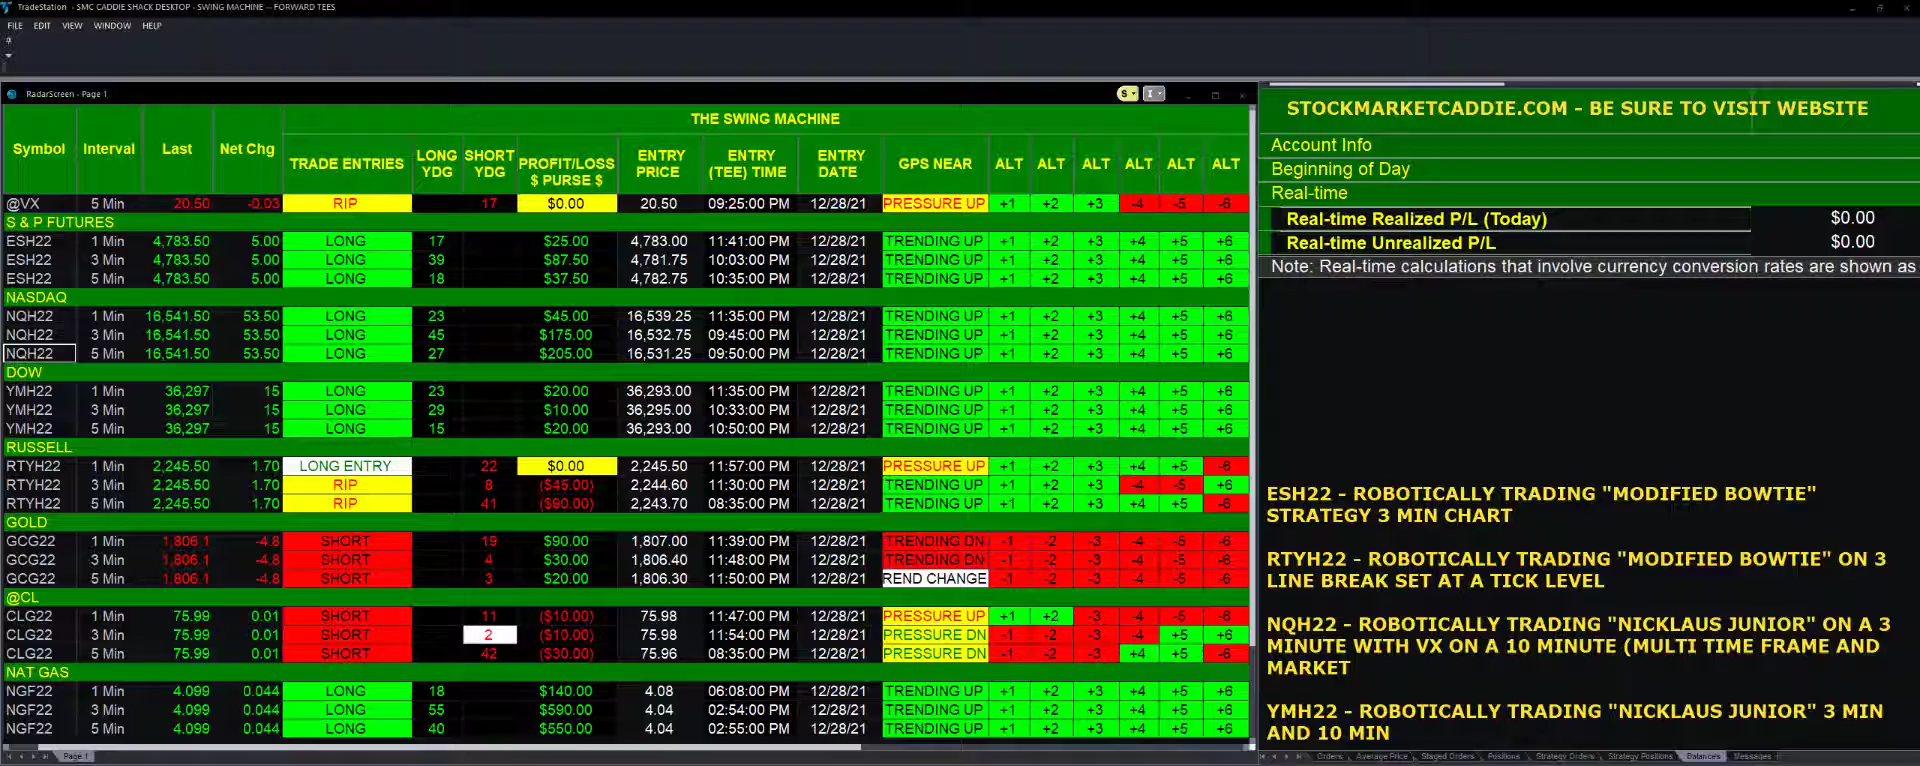 TradeStation - SMC CADDIE SHACK DESKTOP - SWING MACHINE -- FORWARD TEES
FILE EDIT VIEW WINDOW HELP
RadarScreen - Page 1
S I
THE SWING MACHINE
Symbol Interval Last Net Chg TRADE ENTRIES LONG YDG SHORT YDG PROFIT/LOSS $ PURSE $ ENTRY PRICE ENTRY (TEE) TIME ENTRY DATE GPS NEAR ALT ALT ALT ALT ALT ALT
@VX 5 Min 20.50 -0.03 RIP 17 $0.00 20.50 09:25:00 PM 12/28/21 PRESSURE UP +1 +2 +3 -4 -5 -6
S & P FUTURES
ESH22 1 Min 4,783.50 5.00 LONG 17 $25.00 4,783.00 11:41:00 PM 12/28/21 TRENDING UP +1 +2 +3 +4 +5 +6
ESH22 3 Min 4,783.50 5.00 LONG 39 $87.50 4,781.75 10:03:00 PM 12/28/21 TRENDING UP +1 +2 +3 +4 +5 +6
ESH22 5 Min 4,783.50 5.00 LONG 18 $37.50 4,782.75 10:35:00 PM 12/28/21 TRENDING UP +1 +2 +3 +4 +5 +6
NASDAQ
NQH22 1 Min 16,541.50 53.50 LONG 23 $45.00 16,539.25 11:35:00 PM 12/28/21 TRENDING UP +1 +2 +3 +4 +5 +6
NQH22 3 Min 16,541.50 53.50 LONG 45 $175.00 16,532.75 09:45:00 PM 12/28/21 TRENDING UP +1 +2 +3 +4 +5 +6
NQH22 5 Min 16,541.50 53.50 LONG 27 $205.00 16,531.25 09:50:00 PM 12/28/21 TRENDING UP +1 +2 +3 +4 +5 +6
DOW
YMH22 1 Min 36,297 15 LONG 23 $20.00 36,293.00 11:35:00 PM 12/28/21 TRENDING UP +1 +2 +3 +4 +5 +6
YMH22 3 Min 36,297 15 LONG 29 $10.00 36,295.00 10:33:00 PM 12/28/21 TRENDING UP +1 +2 +3 +4 +5 +6
YMH22 5 Min 36,297 15 LONG 15 $20.00 36,293.00 10:50:00 PM 12/28/21 TRENDING UP +1 +2 +3 +4 +5 +6
RUSSELL
RTYH22 1 Min 2,245.50 1.70 LONG ENTRY 22 $0.00 2,245.50 11:57:00 PM 12/28/21 PRESSURE UP +1 +2 +3 +4 +5 -6
RTYH22 3 Min 2,245.50 1.70 RIP 8 ($45.00) 2,244.60 11:30:00 PM 12/28/21 PRESSURE UP +1 +2 +3 -4 -5 +6
RTYH22 5 Min 2,245.50 1.70 RIP 41 ($90.00) 2,243.70 08:35:00 PM 12/28/21 PRESSURE UP +1 +2 +3 +4 +5 -6
GOLD
GCG22 1 Min 1,806.1 -4.8 SHORT 19 $90.00 1,807.00 11:39:00 PM 12/28/21 TRENDING DN -1 -2 -3 -4 -5 -6
GCG22 3 Min 1,806.1 -4.8 SHORT 4 $30.00 1,806.40 11:48:00 PM 12/28/21 TRENDING DN -1 -2 -3 -4 -5 -6
GCG22 5 Min 1,806.1 -4.8 SHORT 3 $20.00 1,806.30 11:50:00 PM 12/28/21 REND CHANGE -1 -2 -3 -4 -5 -6
@CL
CLG22 1 Min 75.99 0.01 SHORT 11 ($10.00) 75.98 11:47:00 PM 12/28/21 PRESSURE UP +1 +2 -3 -4 -5 -6
CLG22 3 Min 75.99 0.01 SHORT 2 ($10.00) 75.98 11:54:00 PM 12/28/21 PRESSURE DN -1 -2 -3 -4 +5 +6
CLG22 5 Min 75.99 0.01 SHORT 42 ($30.00) 75.96 08:35:00 PM 12/28/21 PRESSURE DN -1 -2 -3 +4 +5 -6
NAT GAS
NGF22 1 Min 4.099 0.044 LONG 18 $140.00 4.08 06:08:00 PM 12/28/21 TRENDING UP +1 +2 +3 +4 +5 +6
NGF22 3 Min 4.099 0.044 LONG 55 $590.00 4.04 02:54:00 PM 12/28/21 TRENDING UP +1 +2 +3 +4 +5 +6
NGF22 5 Min 4.099 0.044 LONG 40 $550.00 4.04 02:55:00 PM 12/28/21 TRENDING UP +1 +2 +3 +4 +5 +6
Page 1
STOCKMARKETCADDIE.COM - BE SURE TO VISIT WEBSITE
Account Info
Beginning of Day
Real-time
Real-time Realized P/L (Today) $0.00
Real-time Unrealized P/L $0.00
Note: Real-time calculations that involve currency conversion rates are shown as
ESH22 - ROBOTICALLY TRADING "MODIFIED BOWTIE"
STRATEGY 3 MIN CHART
RTYH22 - ROBOTICALLY TRADING "MODIFIED BOWTIE" ON 3
LINE BREAK SET AT A TICK LEVEL
NQH22 - ROBOTICALLY TRADING "NICKLAUS JUNIOR" ON A 3
MINUTE WITH VX ON A 10 MINUTE (MULTI TIME FRAME AND
MARKET
YMH22 - ROBOTICALLY TRADING "NICKLAUS JUNIOR" 3 MIN
AND 10 MIN
Orders Average Price Staged Orders Positions Strategy Orders Strategy Positions Balances Messages